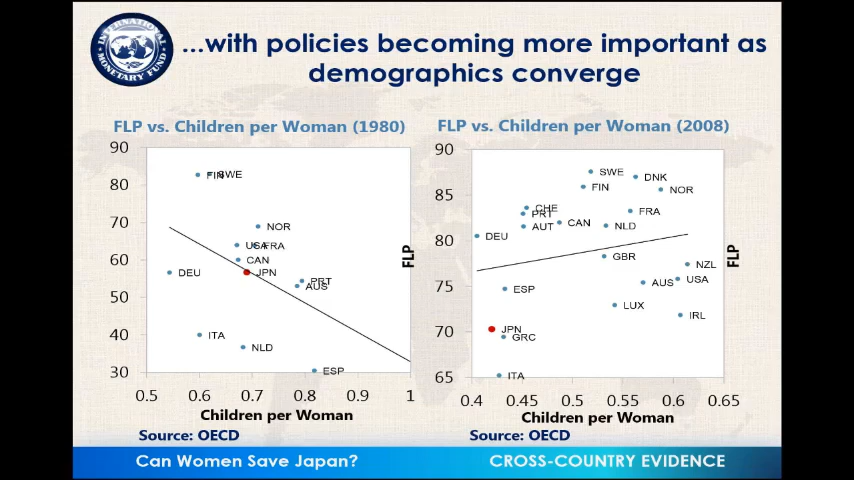 INTERNATIONAL
MONETARY FUND
...with policies becoming more important as
demographics converge
FLP vs. Children per Woman (1980)
90
80
70
60
50
40
30
FIN
SWE
NOR
USA
FRA
CAN
JPN
DEU
PRT
AUS
ITA
NLD
ESP
FLP
0.5
0.6
0.7
0.8
0.9
1
Children per Woman
Source: OECD
FLP vs. Children per Woman (2008)
90
85
80
75
70
65
SWE
DNK
FIN
NOR
CHE
PRT
FRA
AUT
CAN
NLD
DEU
GBR
NZL
ESP
AUS
USA
LUX
IRL
JPN
GRC
ITA
FLP
0.4
0.45
0.5
0.55
0.6
0.65
Children per Woman
Source: OECD
Can Women Save Japan?
CROSS-COUNTRY EVIDENCE